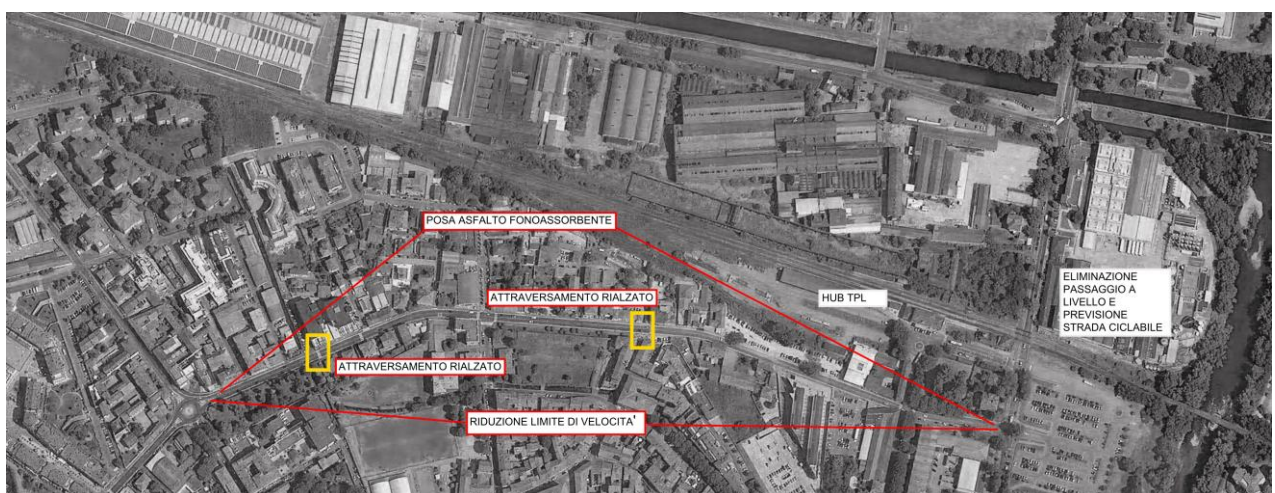 POSA ASFALTO FONOASSORBENTE
ATTRAVERSAMENTO RIALZATO
HUB TPL
ELIMINAZIONE
PASSAGGIO A
LIVELLO E
PREVISIONE
STRADA CICLABILE
ATTRAVERSAMENTO RIALZATO
RIDUZIONE LIMITE DI VELOCITA'